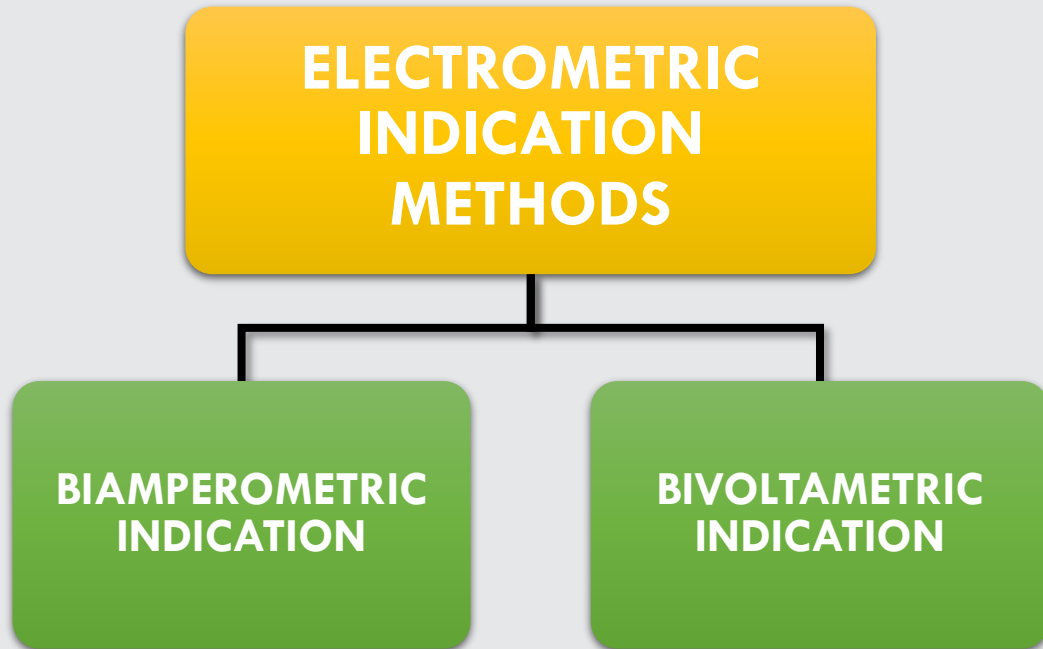 ELECTROMETRIC
INDICATION
METHODS
BIAMPEROMETRIC
INDICATION
BIVOLTAMETRIC
INDICATION